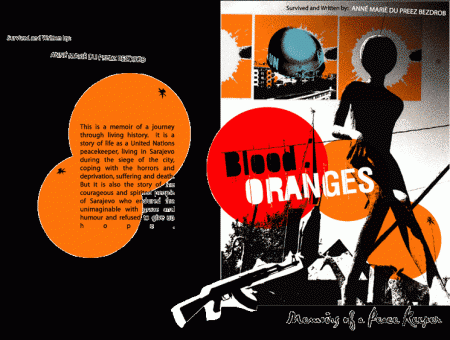 Survived and Written by:
ANNÉ MARIÉ DU PREEZ BEZDROB
This is a memoir of a journey
through living history. It is a
story of life as a United Nations
peacekeeper, living in Sarajevo
during the siege of the city,
coping with the horrors and
deprivation, suffering and death.
But it is also the story of the
courageous and spirited people
of Sarajevo who endured the
unimaginable with grace and
humour and refused to give up
hope.
Survived and Written by: ANNÉ MARIÉ DU PREEZ BEZDROB
Blood
ORANGES
Memoirs of a Peace Keeper